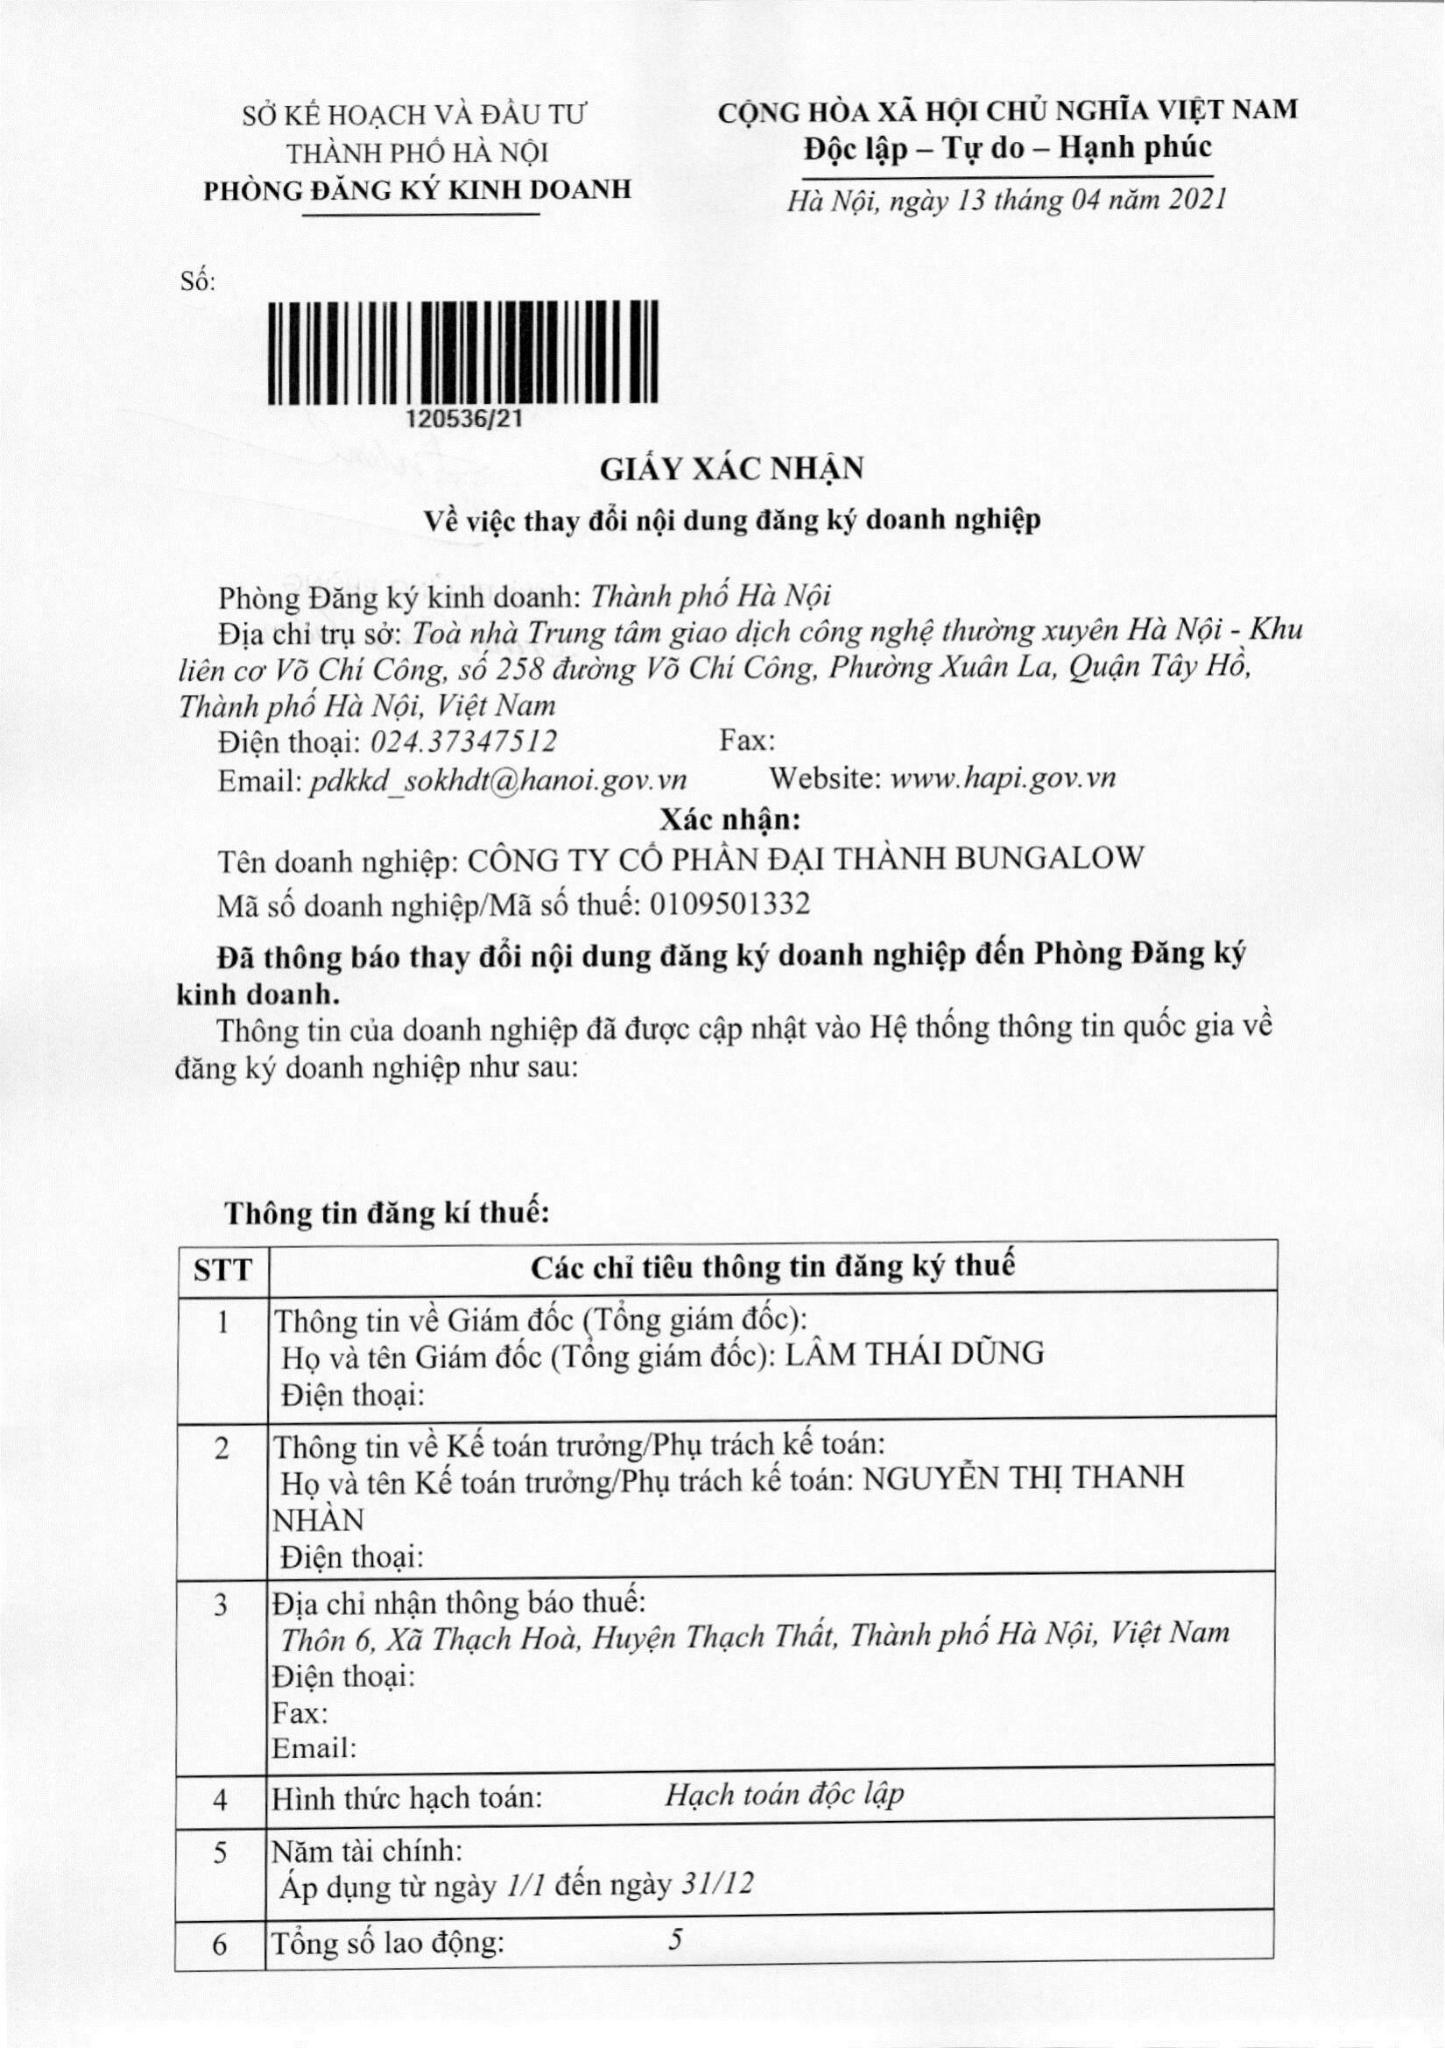 SỞ KẾ HOẠCH VÀ ĐẦU TƯ
THÀNH PHỐ HÀ NỘI
PHÒNG ĐĂNG KÝ KINH DOANH
CỘNG HÒA XÃ HỘI CHỦ NGHĨA VIỆT NAM
Độc lập – Tự do – Hạnh phúc
Hà Nội, ngày 13 tháng 04 năm 2021
Số:
120536/21
GIẤY XÁC NHẬN
Về việc thay đổi nội dung đăng ký doanh nghiệp
Phòng Đăng ký kinh doanh: Thành phố Hà Nội
Địa chỉ trụ sở: Toà nhà Trung tâm giao dịch công nghệ thường xuyên Hà Nội - Khu
liên cơ Võ Chí Công, số 258 đường Võ Chí Công, Phường Xuân La, Quận Tây Hồ,
Thành phố Hà Nội, Việt Nam
Điện thoại: 024.37347512 Fax:
Email: pdkkd_sokhdt@hanoi.gov.vn Website: www.hapi.gov.vn
Xác nhận:
Tên doanh nghiệp: CÔNG TY CỔ PHẦN ĐẠI THÀNH BUNGALOW
Mã số doanh nghiệp/Mã số thuế: 0109501332
Đã thông báo thay đổi nội dung đăng ký doanh nghiệp đến Phòng Đăng ký
kinh doanh.
Thông tin của doanh nghiệp đã được cập nhật vào Hệ thống thông tin quốc gia về
đăng ký doanh nghiệp như sau:
Thông tin đăng kí thuế:
STT Các chỉ tiêu thông tin đăng ký thuế
1 Thông tin về Giám đốc (Tổng giám đốc):
Họ và tên Giám đốc (Tổng giám đốc): LÂM THÁI DŨNG
Điện thoại:
2 Thông tin về Kế toán trưởng/Phụ trách kế toán:
Họ và tên Kế toán trưởng/Phụ trách kế toán: NGUYỄN THỊ THANH
NHÀN
Điện thoại:
3 Địa chỉ nhận thông báo thuế:
Thôn 6, Xã Thạch Hoà, Huyện Thạch Thất, Thành phố Hà Nội, Việt Nam
Điện thoại:
Fax:
Email:
4 Hình thức hạch toán: Hạch toán độc lập
5 Năm tài chính:
Áp dụng từ ngày 1/1 đến ngày 31/12
6 Tổng số lao động: 5